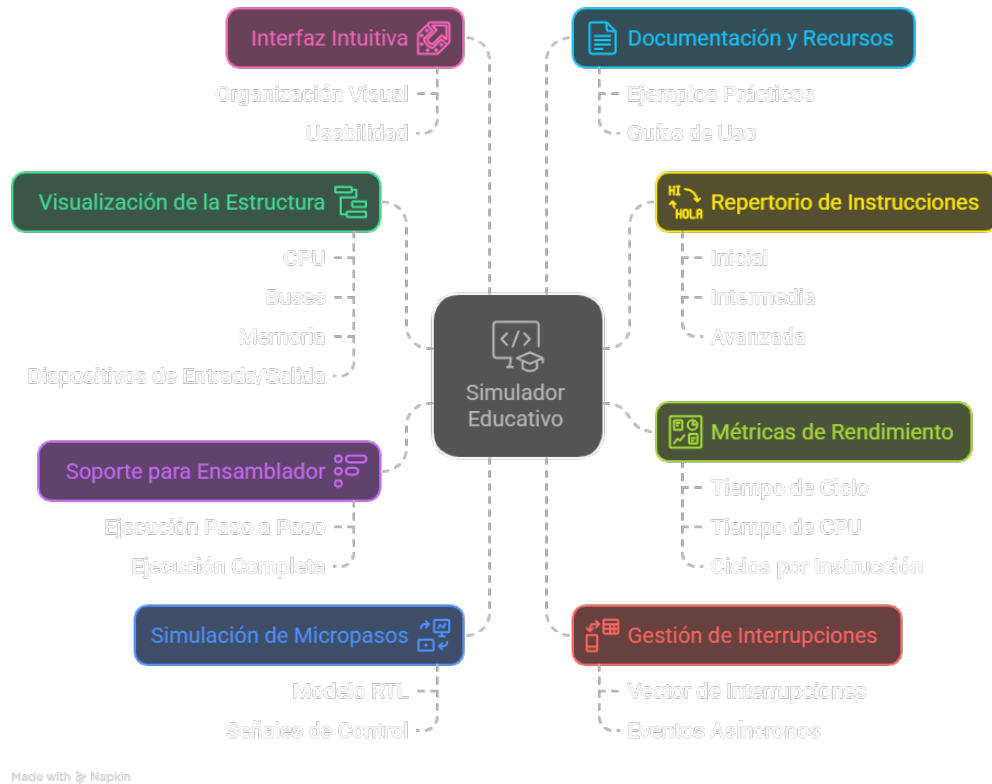 Interfaz Intuitiva
Organización Visual
Usabilidad
Visualización de la Estructura
CPU
Buses
Memoria
Dispositivos de Entrada/Salida
Soporte para Ensamblador
Ejecución Paso a Paso
Ejecución Completa
Simulación de Micropasos
Modelo RTL
Señales de Control
Simulador
Educativo
Documentación y Recursos
Ejemplos Prácticos
Guías de Uso
HI
HOLA
Repertorio de Instrucciones
Inicial
Intermedia
Avanzada
Métricas de Rendimiento
Tiempo de Ciclo
Tiempo de CPU
Ciclos por Instrucción
Gestión de Interrupciones
Vector de Interrupciones
Eventos Asíncronos
Made with Napkin